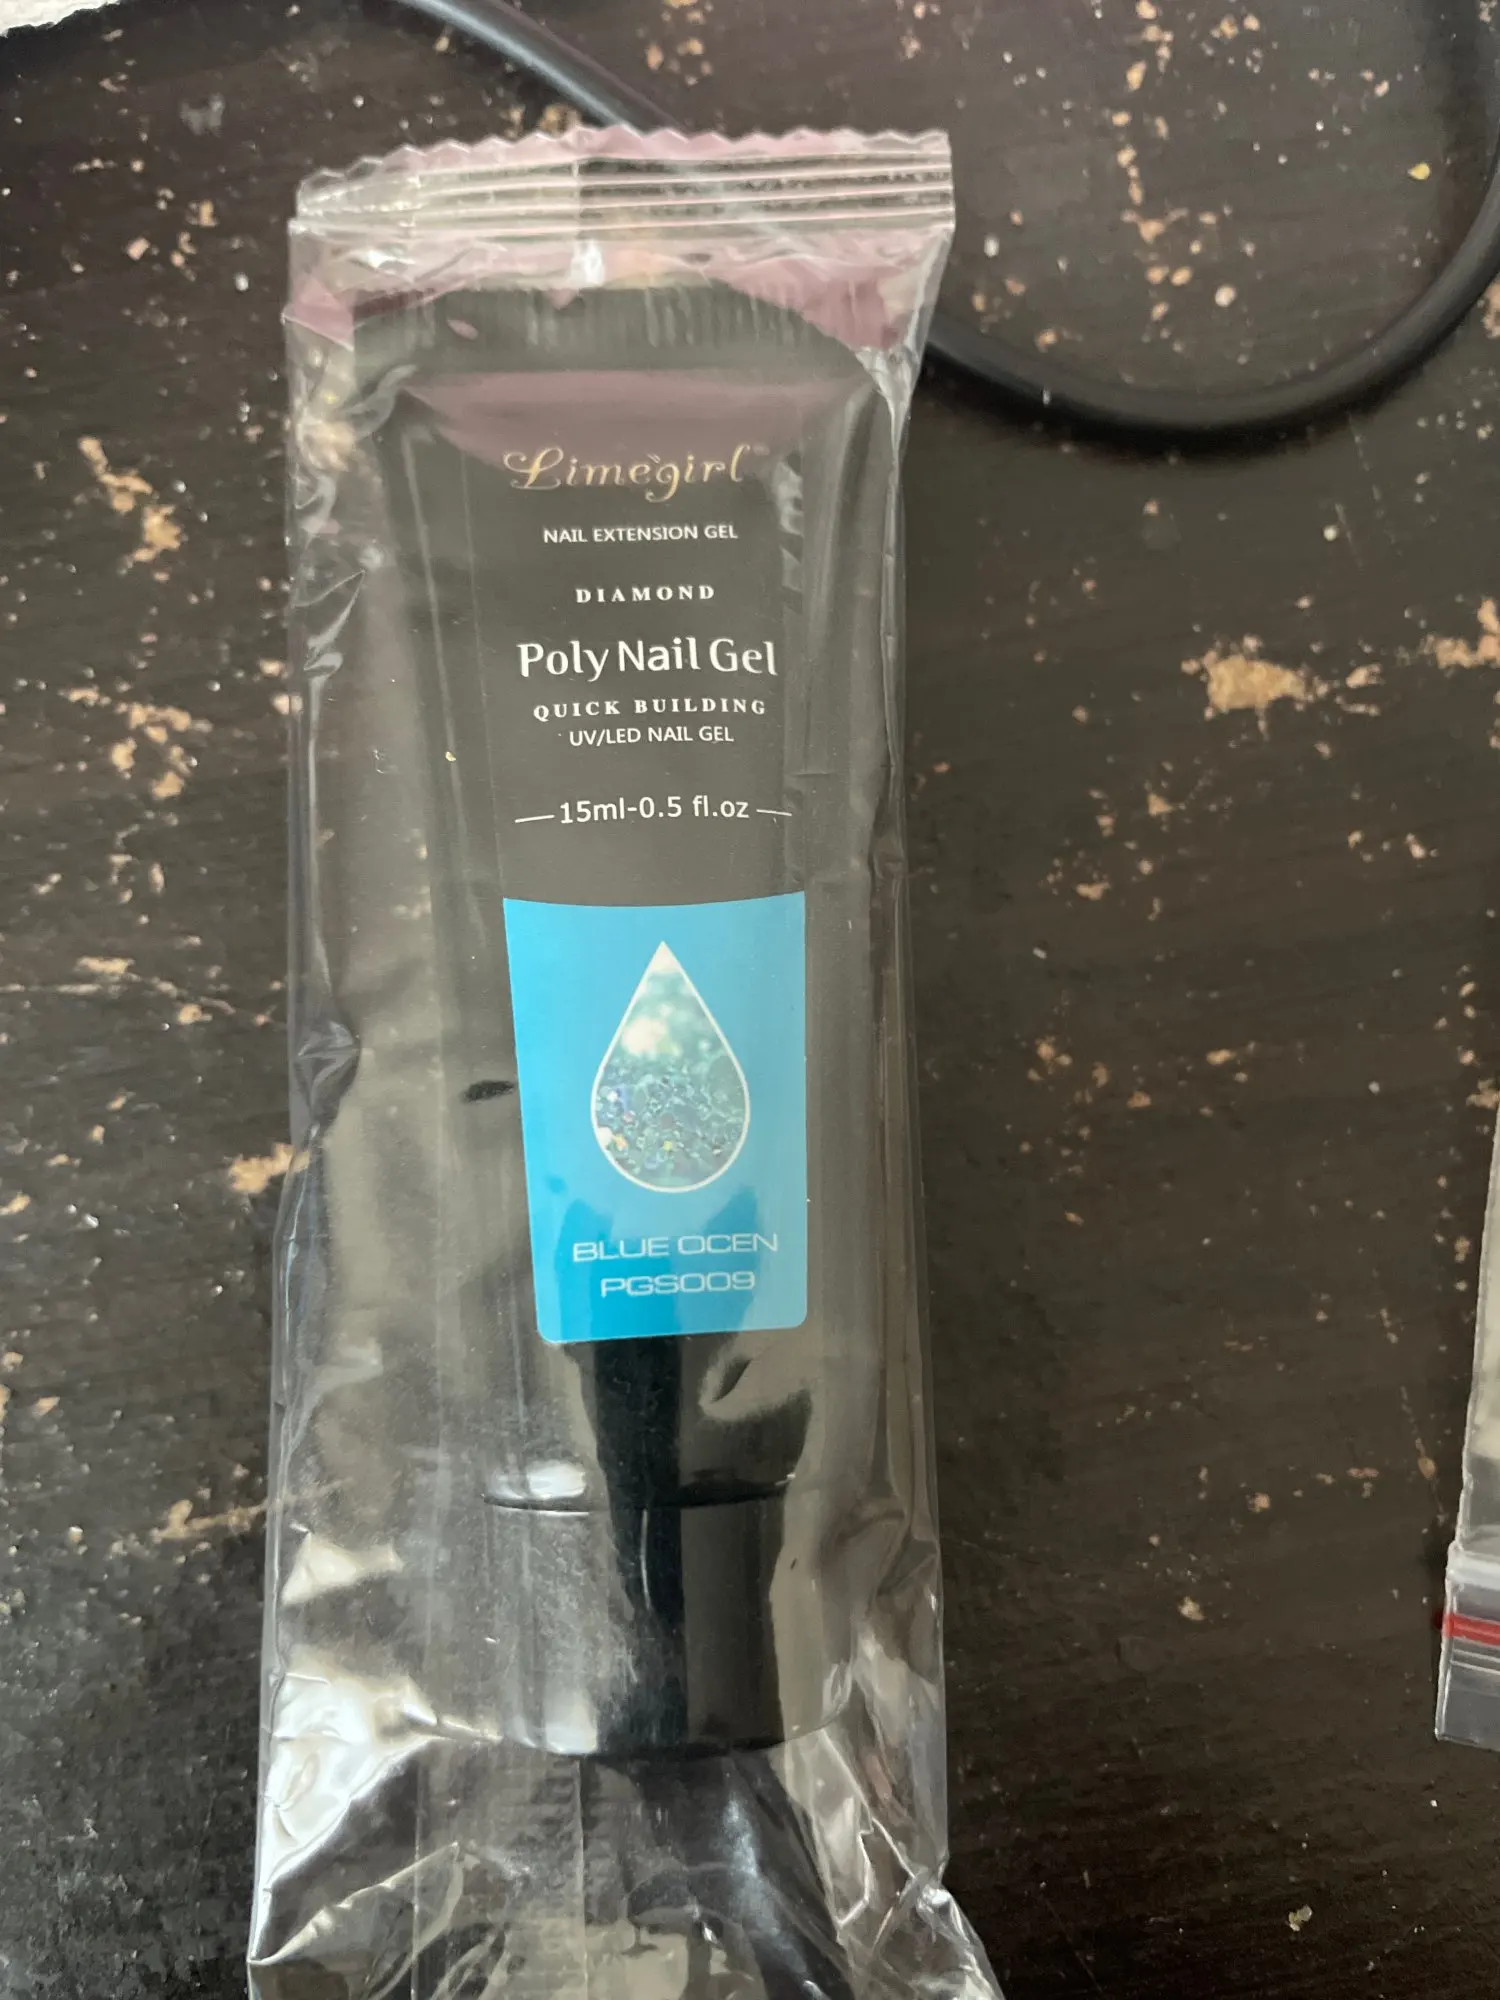 Limegirl
NAIL EXTENSION GEL
DIAMOND
Poly Nail Gel
QUICK BUILDING
UV/LED NAIL GEL
15ml-0.5 fl.oz
BLUE OCEN
PGS009